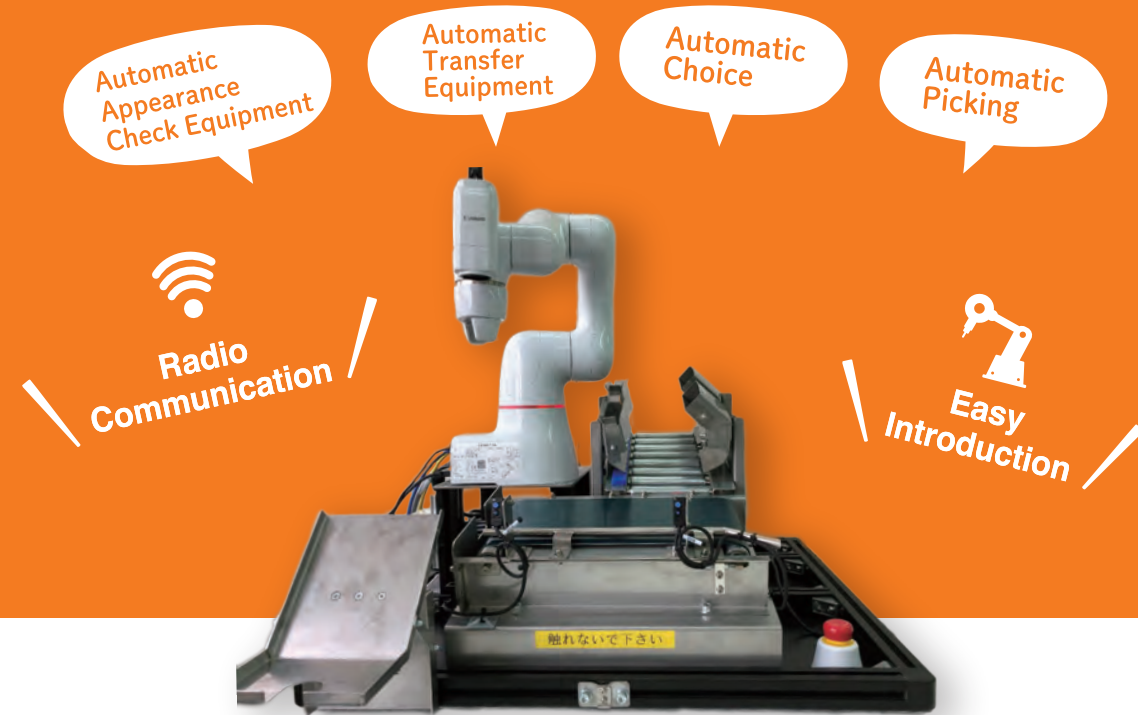 Automatic
Appearance
Check Equipment
Automatic
Transfer
Equipment
Automatic
Choice
Automatic
Picking
Radio
Communication
Easy
Introduction
触れないで下さい